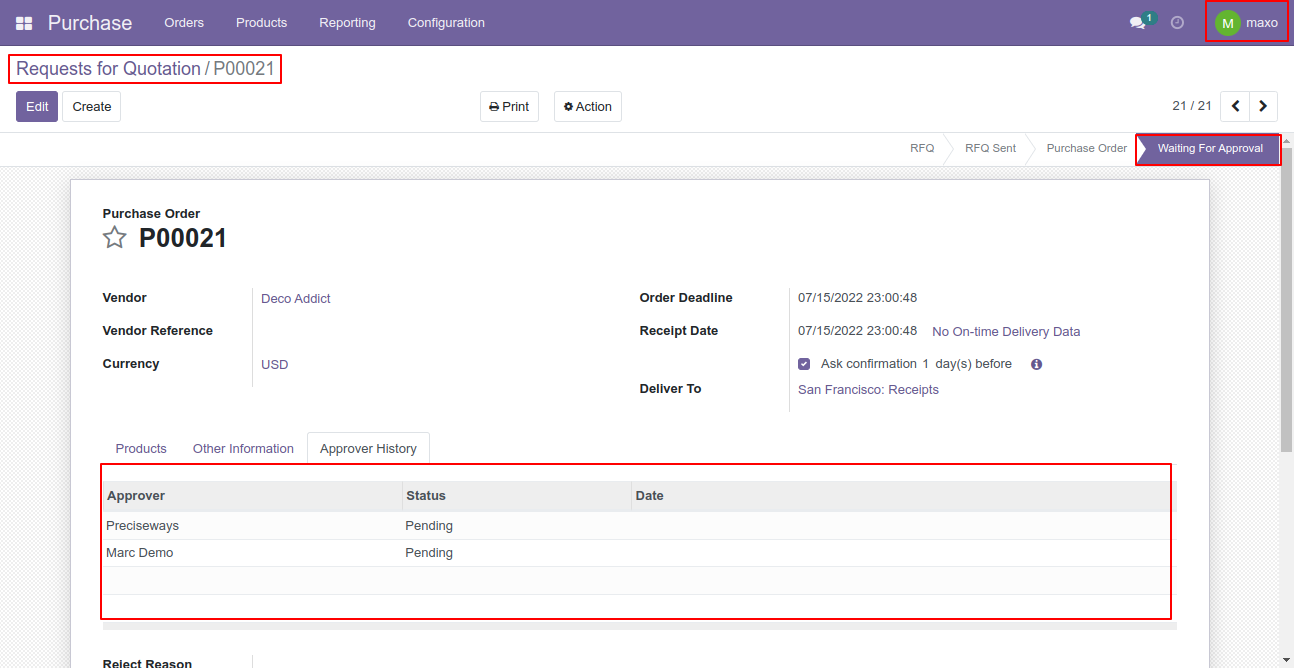 Purchase Orders Products Reporting Configuration 1 M maxo
Requests for Quotation / P00021
Edit Create Print Action 21 / 21
RFQ RFQ Sent Purchase Order Waiting For Approval
Purchase Order
P00021
Vendor Deco Addict Order Deadline 07/15/2022 23:00:48
Vendor Reference Receipt Date 07/15/2022 23:00:48 No On-time Delivery Data
Currency USD Ask confirmation 1 day(s) before
Deliver To San Francisco: Receipts
Products Other Information Approver History
Approver Status Date
Preciseways Pending
Marc Demo Pending
Reject Reason